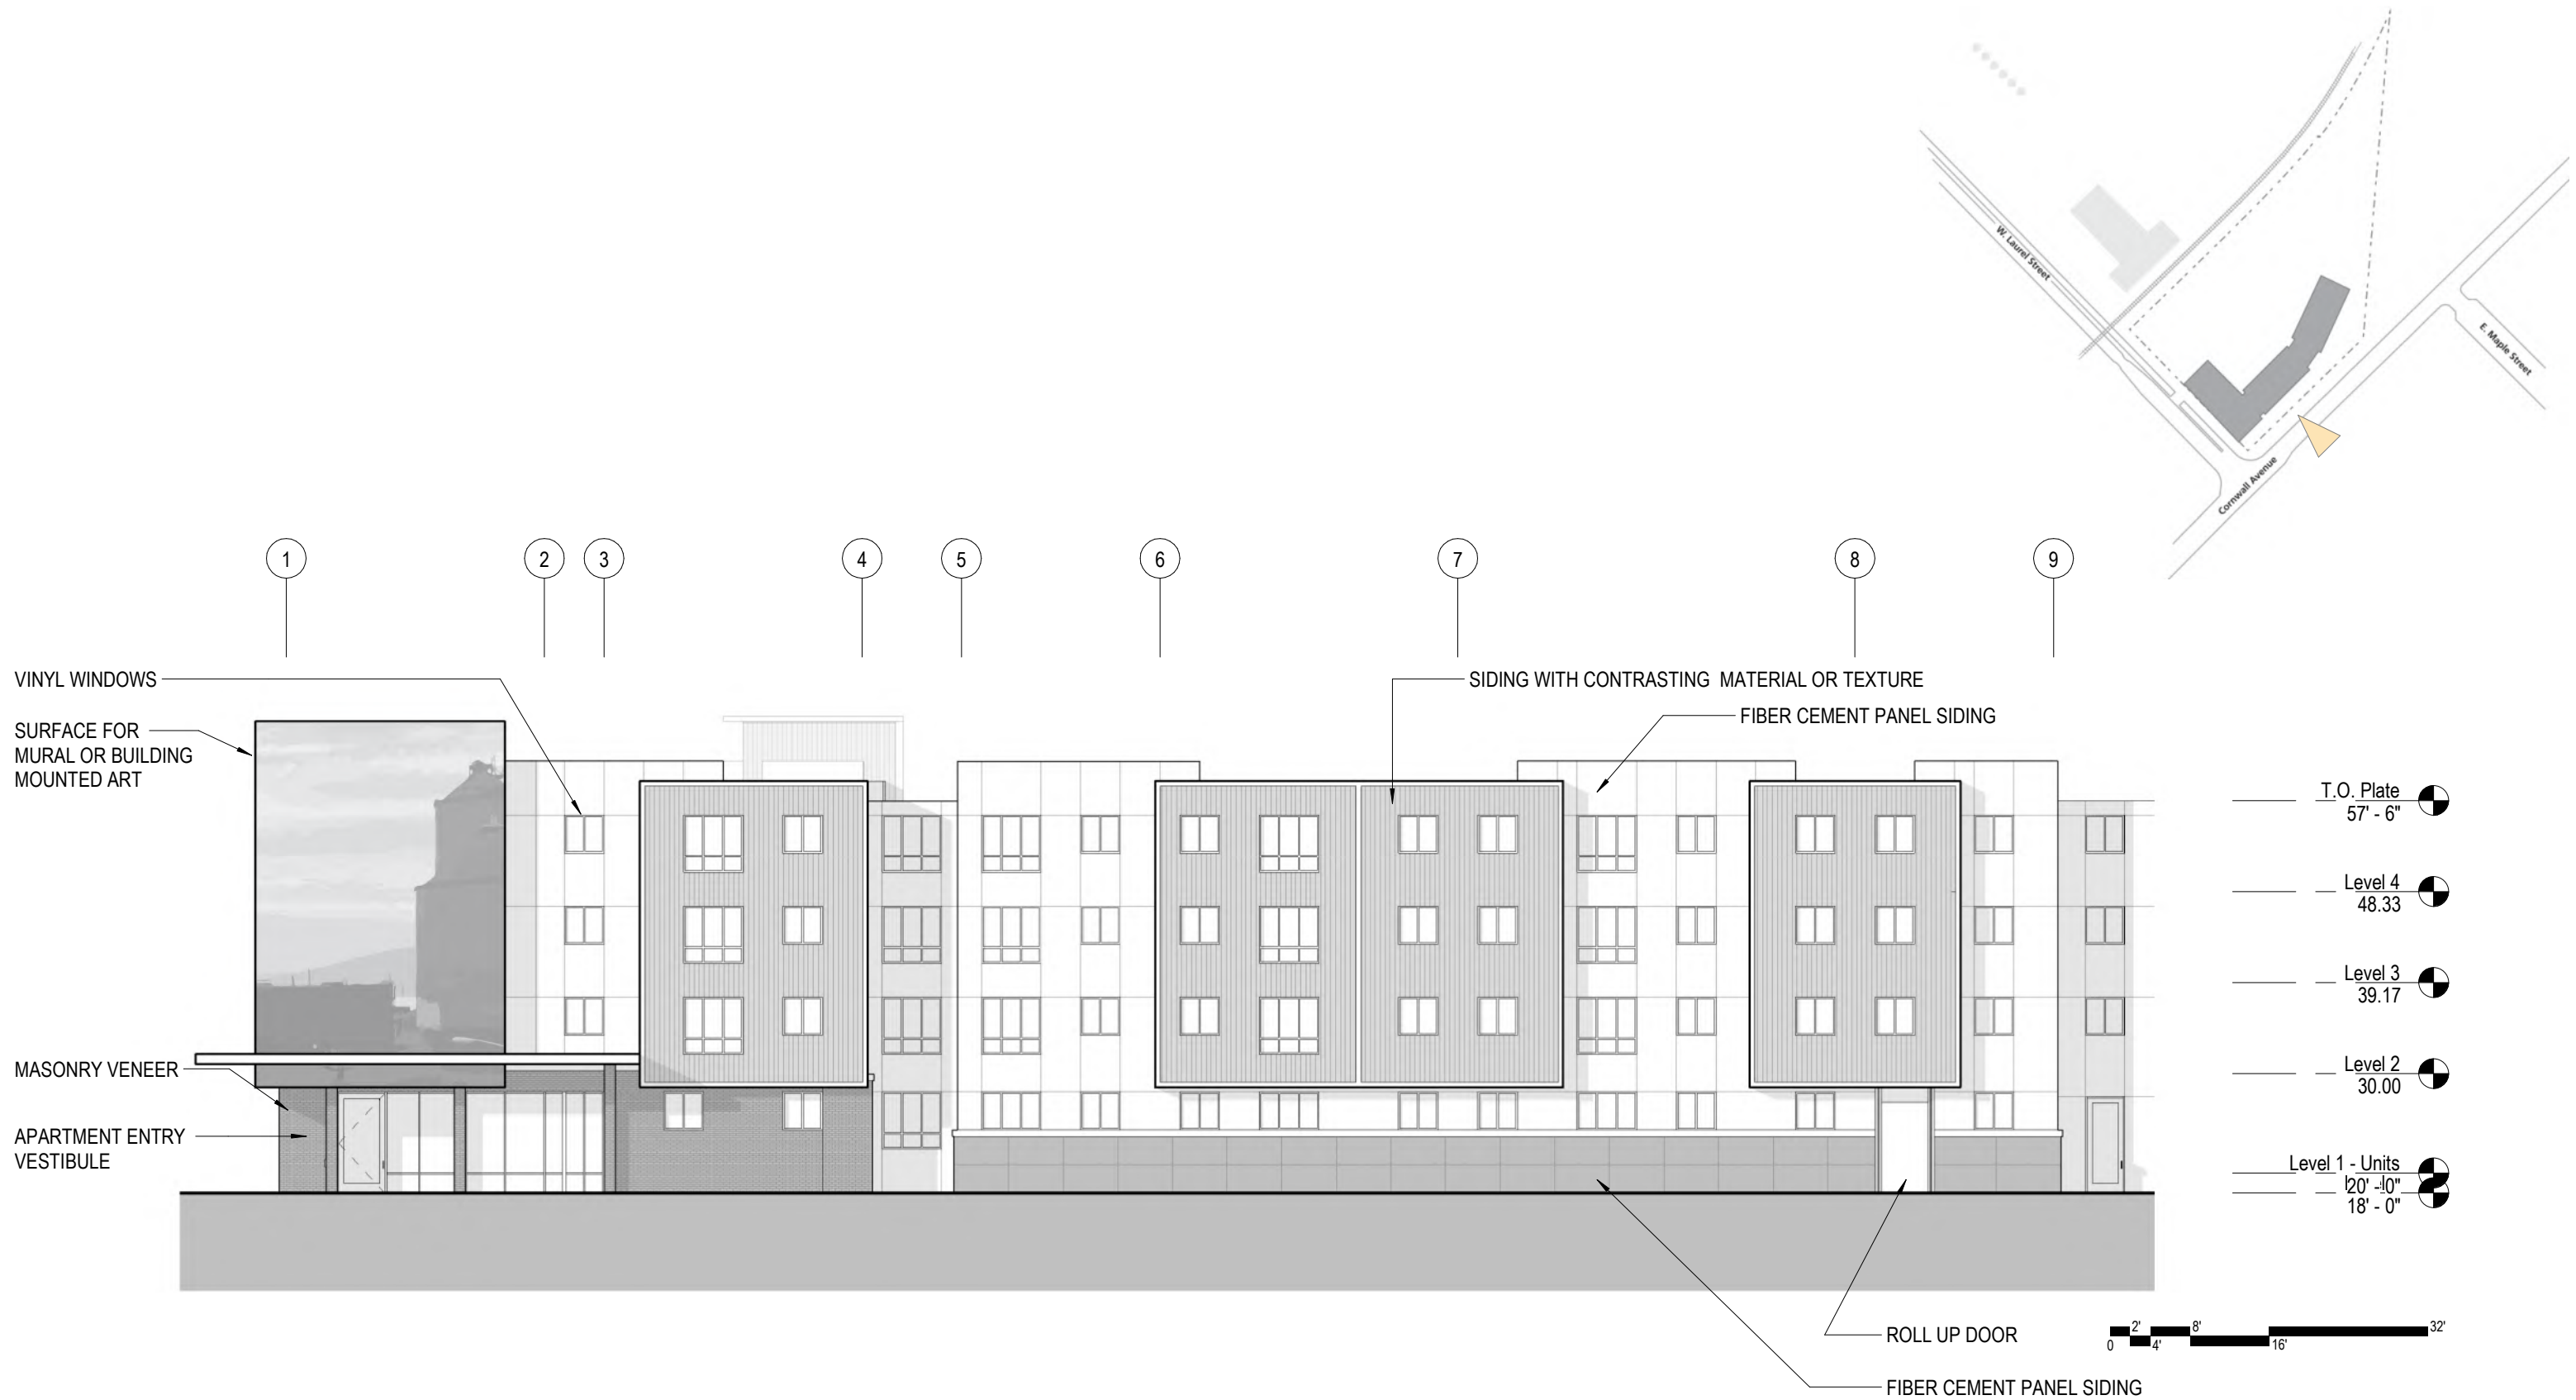 W. Laurel Street
E. Maple Street
Cornwall Avenue
1
2
3
4
5
6
7
8
9
VINYL WINDOWS
SURFACE FOR
MURAL OR BUILDING
MOUNTED ART
SIDING WITH CONTRASTING MATERIAL OR TEXTURE
FIBER CEMENT PANEL SIDING
T.O. Plate
57' - 6"
Level 4
48.33
Level 3
39.17
MASONRY VENEER
Level 2
30.00
APARTMENT ENTRY
VESTIBULE
Level 1 - Units
20' - 0"
18' - 0"
ROLL UP DOOR
0 2' 4' 8' 16' 32'
FIBER CEMENT PANEL SIDING